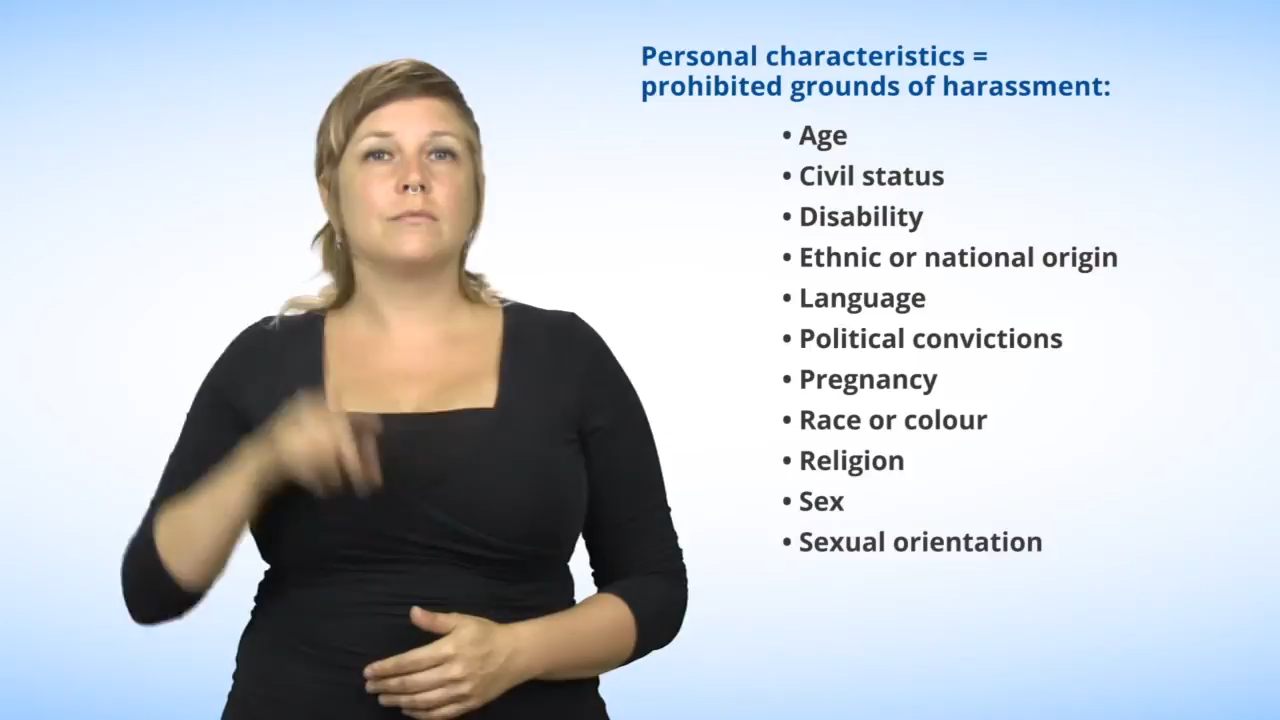 Personal characteristics =
prohibited grounds of harassment:
• Age
• Civil status
• Disability
• Ethnic or national origin
• Language
• Political convictions
• Pregnancy
• Race or colour
• Religion
• Sex
• Sexual orientation